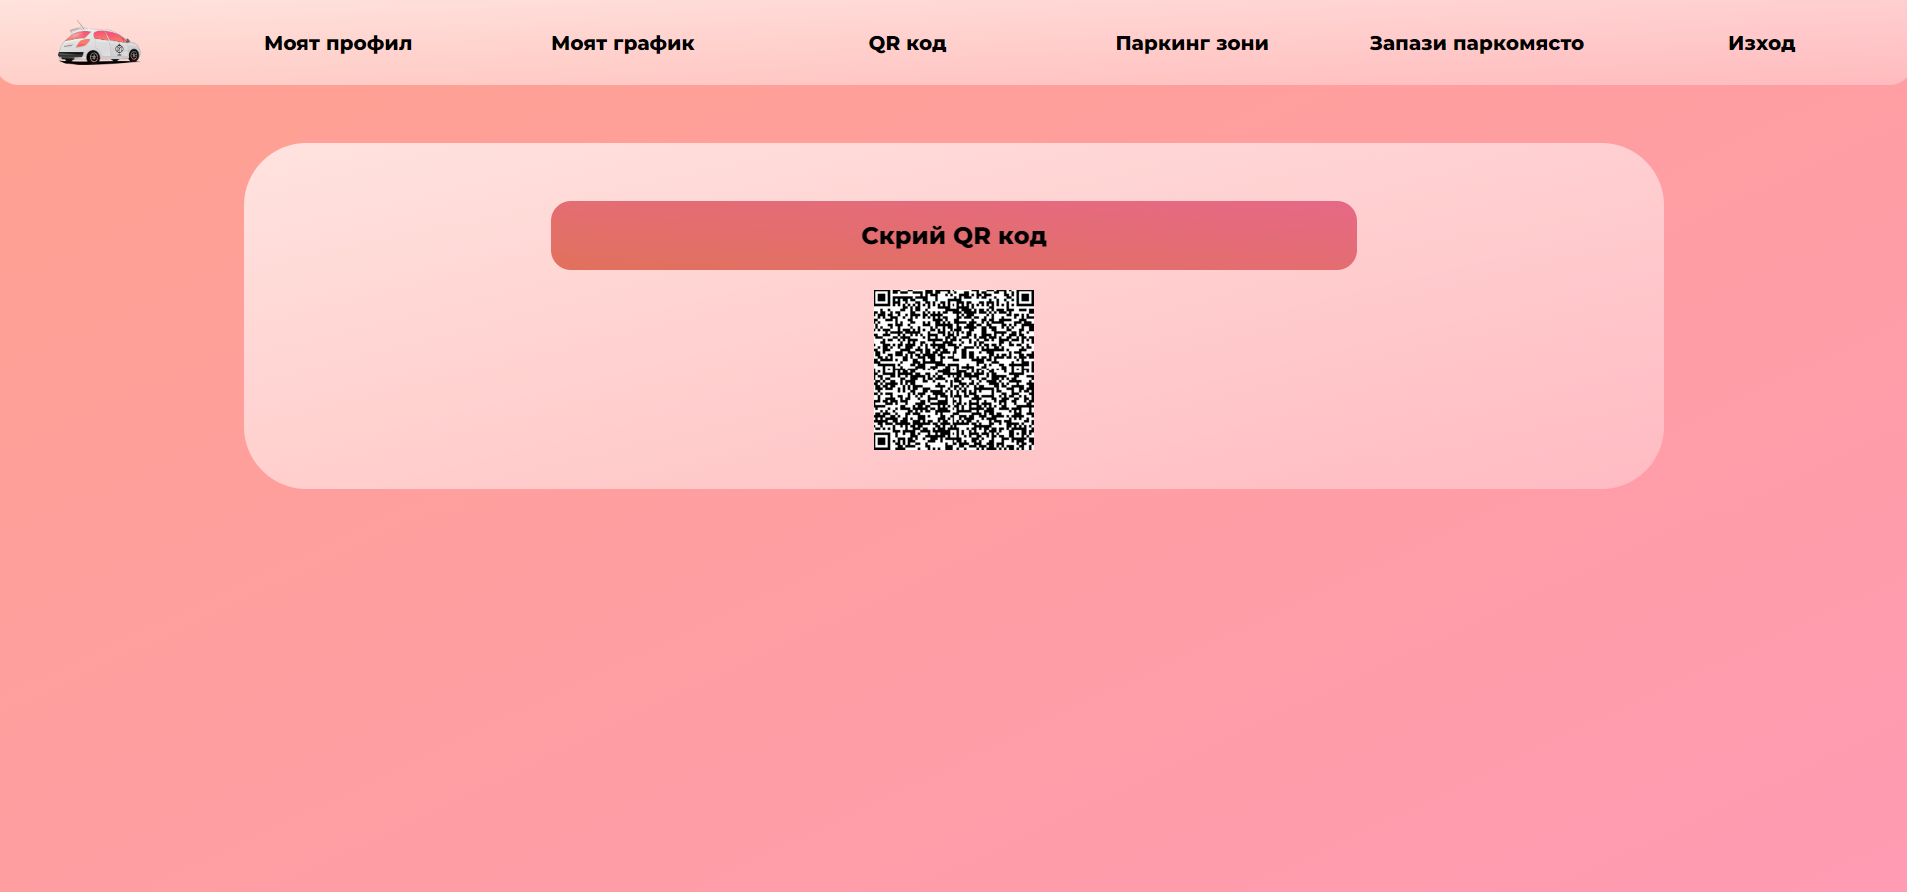 Моят профил
Моят график
QR код
Паркинг зони
Запази паркомясто
Изход
Скрий QR код